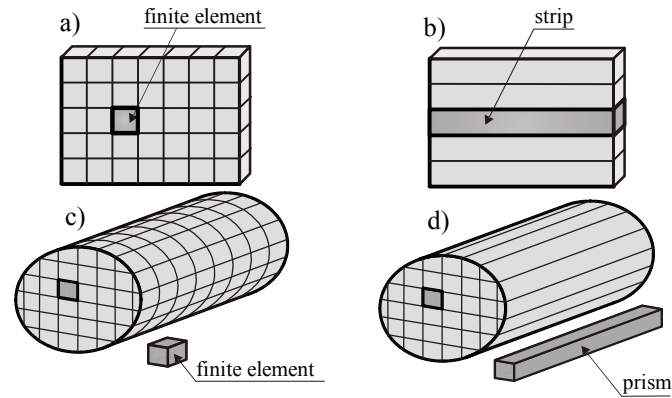 a)
finite element
b)
strip
c)
finite element
d)
prism